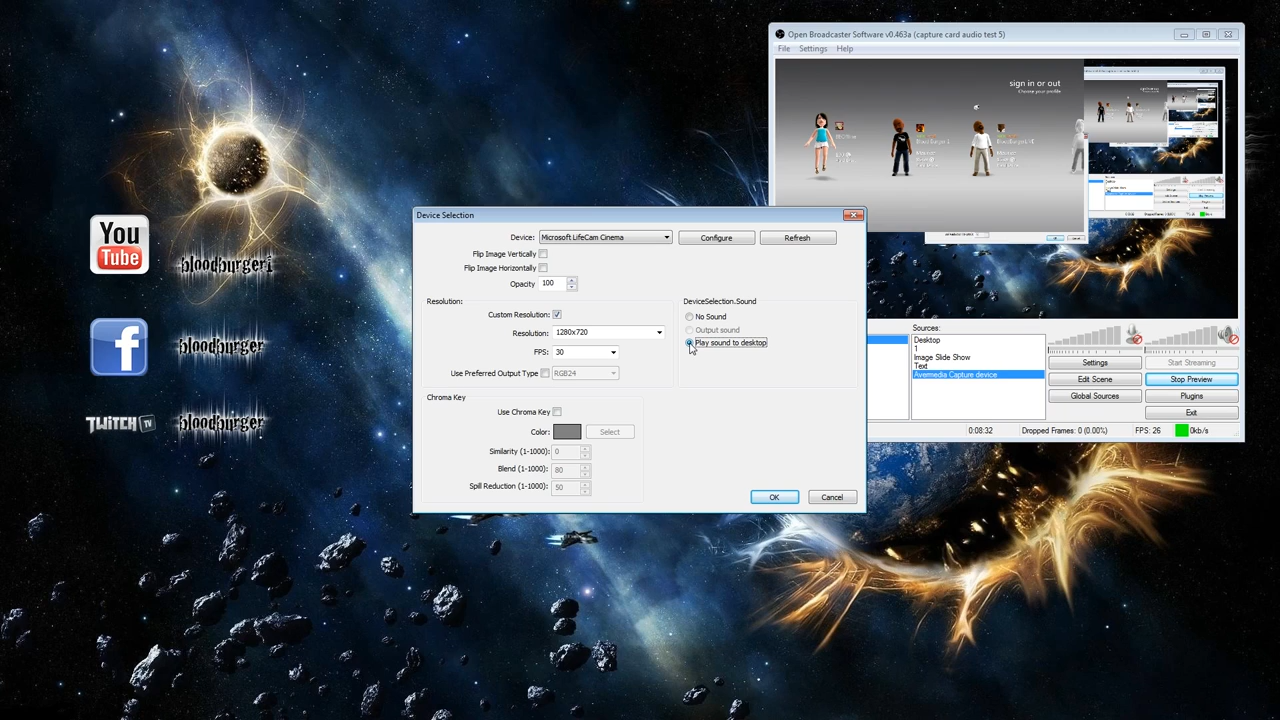 Open Broadcaster Software v0.463a (capture card audio test 5)
File Settings Help
sign in or out
Choose your profile
You
Tube
bloodburger1
bloodburger
TWITCH TV
bloodburger
Device Selection
Device: Microsoft LifeCam Cinema Configure Refresh
Flip Image Vertically
Flip Image Horizontally
Opacity 100
Resolution:
Custom Resolution:
Resolution: 1280x720
FPS: 30
Use Preferred Output Type RGB24
DeviceSelection.Sound
No Sound
Output sound
Play sound to desktop
Chroma Key
Use Chroma Key
Color: Select
Similarity (1-1000): 0
Blend (1-1000): 80
Spill Reduction (1-1000): 50
OK Cancel
Sources:
Desktop
1
Image Slide Show
Text
Avermedia Capture device
Settings Start Streaming
Edit Scene Stop Preview
Global Sources Plugins
Exit
0:08:32 Dropped Frames: 0 (0.00%) FPS: 26 0kb/s